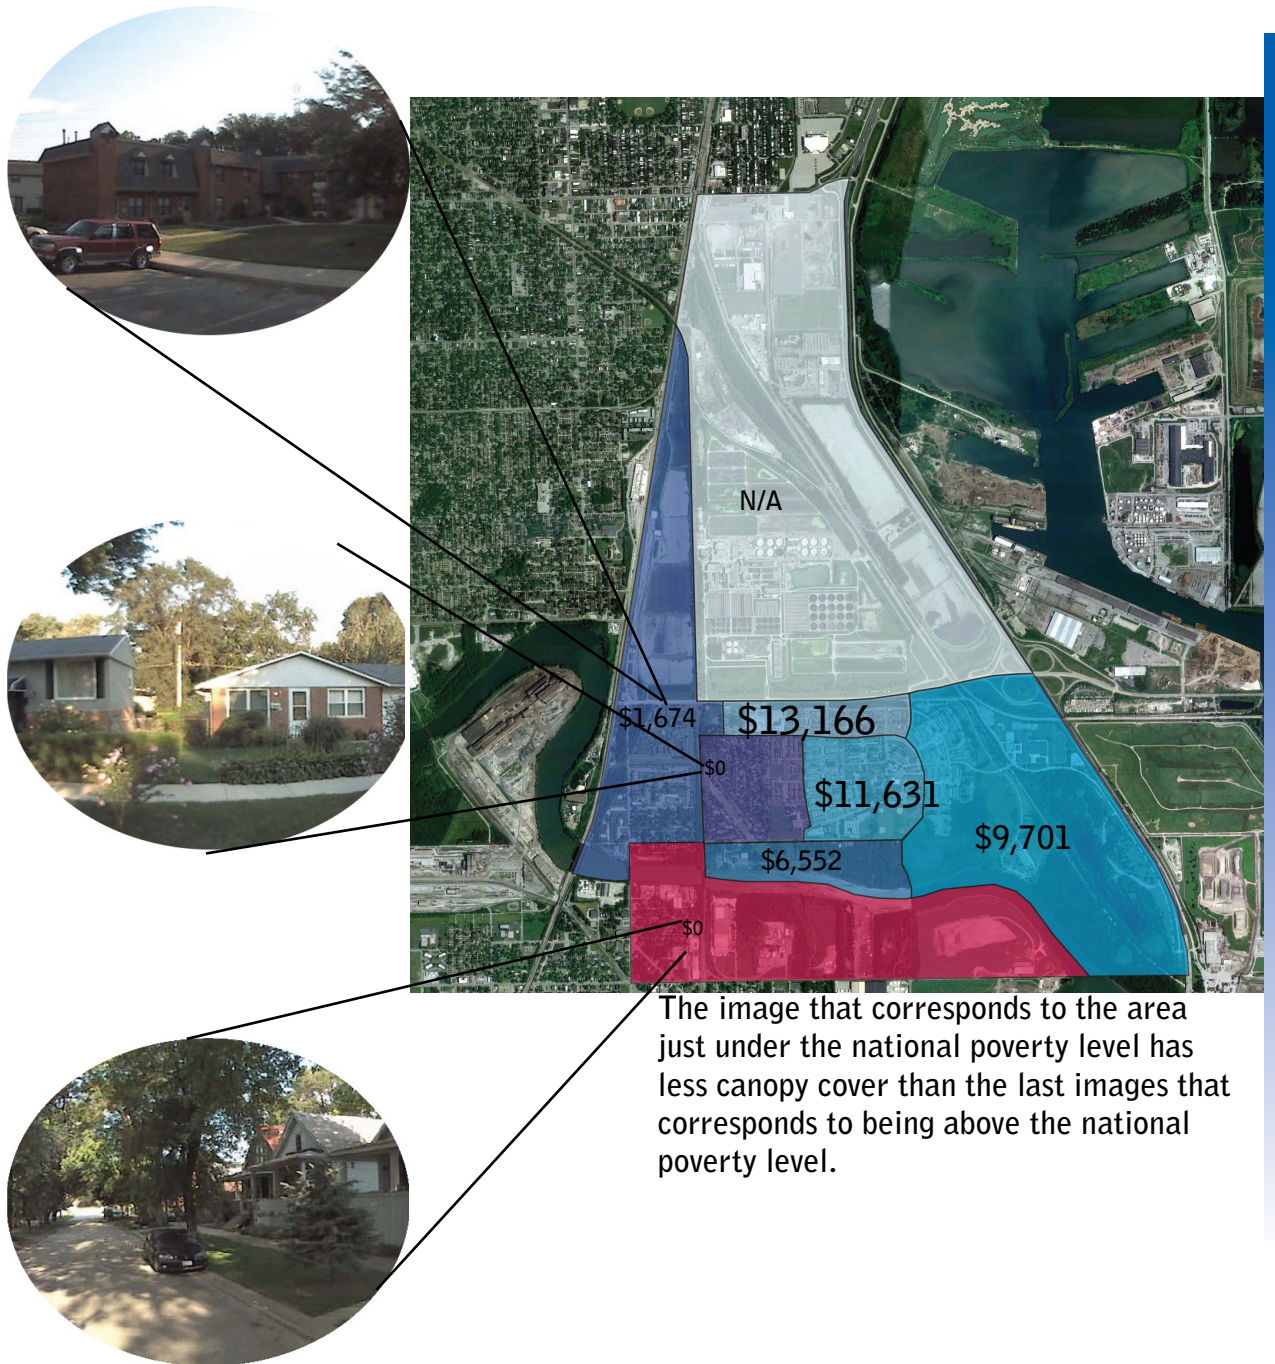 N/A
$1,674
$13,166
$0
$11,631
$9,701
$6,552
$0
The image that corresponds to the area
just under the national poverty level has
less canopy cover than the last images that
corresponds to being above the national
poverty level.